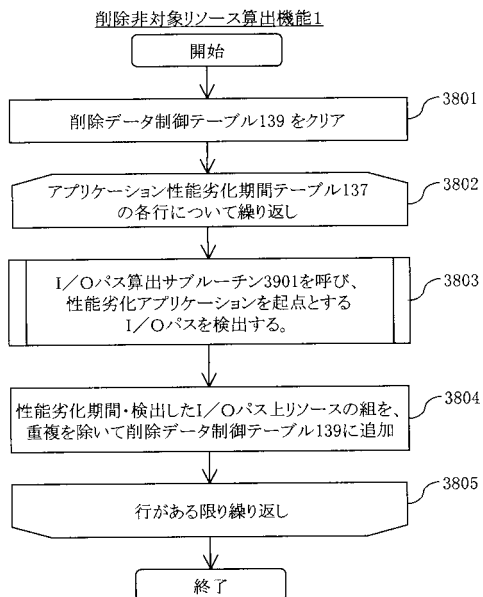 削除非対象リソース算出機能1
開始
3801
削除データ制御テーブル139 をクリア
3802
アプリケーション性能劣化期間テーブル137
の各行について繰り返し
3803
I/Oパス算出サブルーチン3901を呼び、
性能劣化アプリケーションを起点とする
I/Oパスを検出する。
3804
性能劣化期間・検出したI/Oパス上リソースの組を、
重複を除いて削除データ制御テーブル139に追加
3805
行がある限り繰り返し
終了